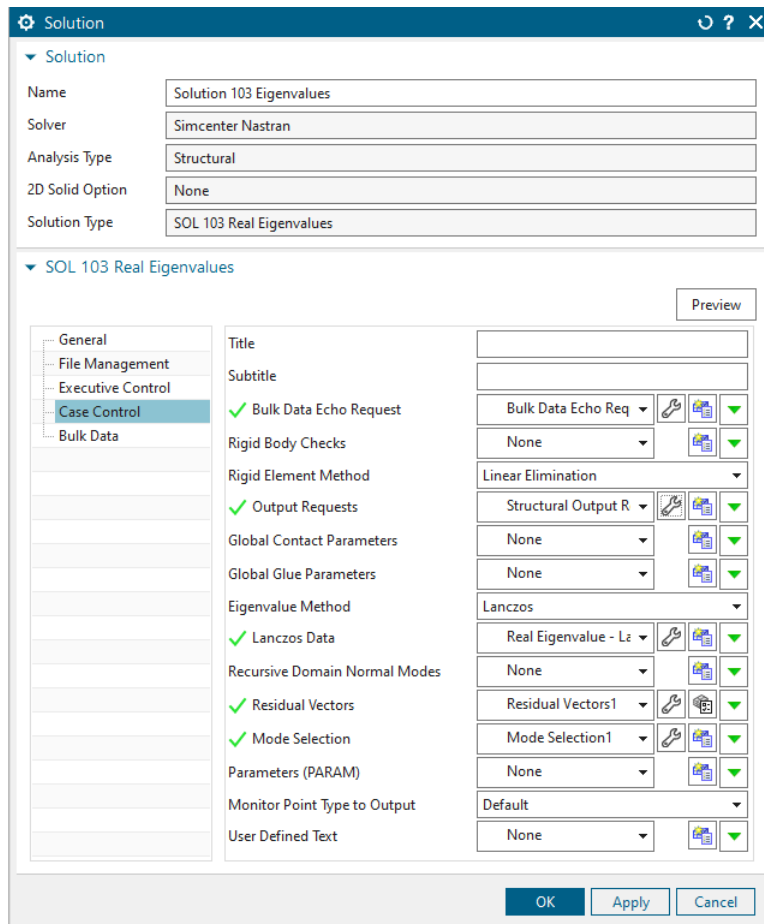 Solution
Solution
Name Solution 103 Eigenvalues
Solver Simcenter Nastran
Analysis Type Structural
2D Solid Option None
Solution Type SOL 103 Real Eigenvalues
SOL 103 Real Eigenvalues
Preview
General
File Management
Executive Control
Case Control
Bulk Data
Title
Subtitle
Bulk Data Echo Request Bulk Data Echo Req
Rigid Body Checks None
Rigid Element Method Linear Elimination
Output Requests Structural Output R
Global Contact Parameters None
Global Glue Parameters None
Eigenvalue Method Lanczos
Lanczos Data Real Eigenvalue - La
Recursive Domain Normal Modes None
Residual Vectors Residual Vectors1
Mode Selection Mode Selection1
Parameters (PARAM) None
Monitor Point Type to Output Default
User Defined Text None
OK Apply Cancel